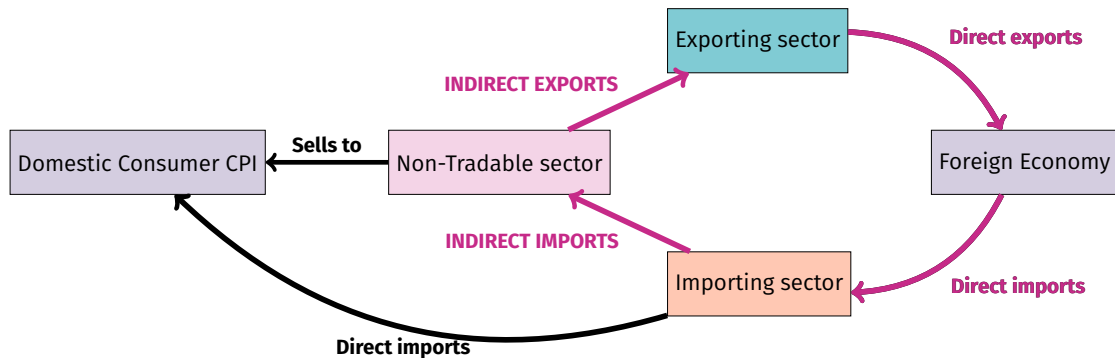 Exporting sector
Direct exports
INDIRECT EXPORTS
Sells to
Domestic Consumer CPI
Non-Tradable sector
Foreign Economy
INDIRECT IMPORTS
Importing sector
Direct imports
Direct imports